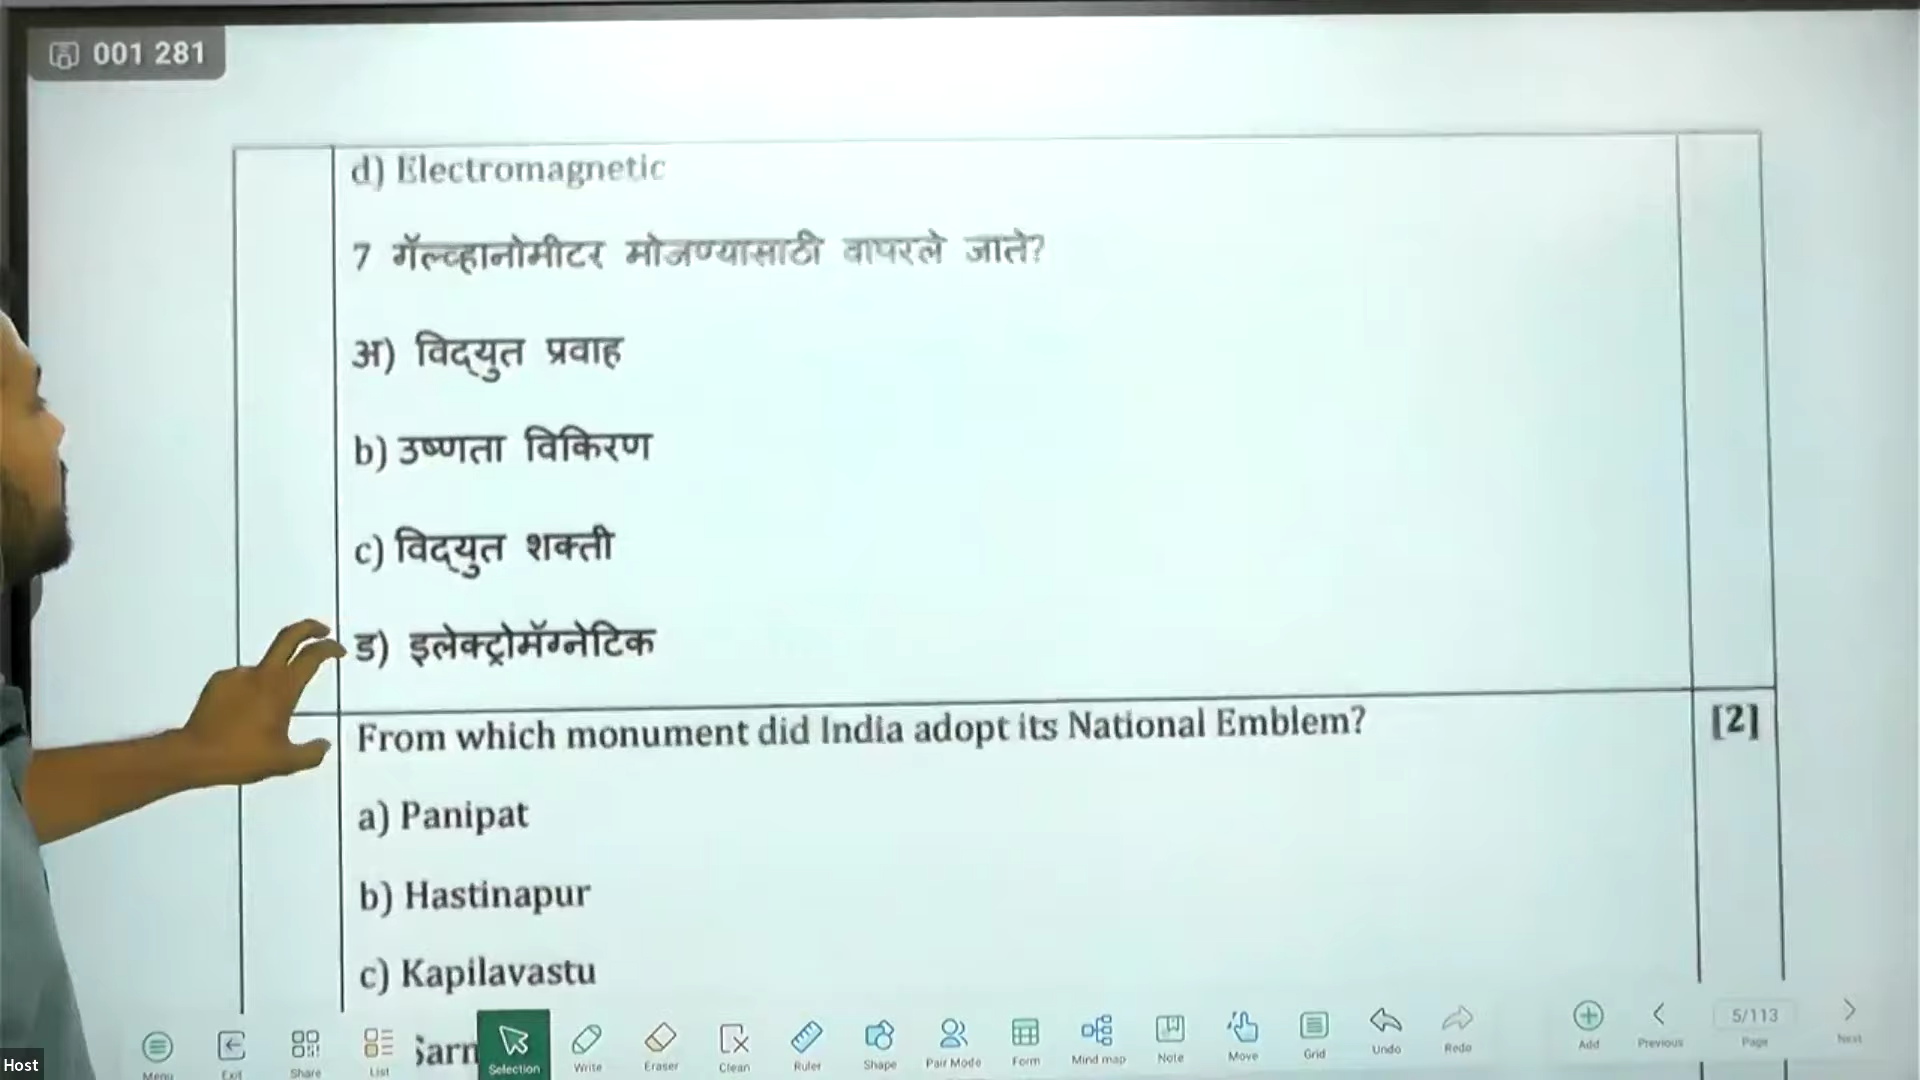 001 281
d) Electromagnetic
7 गॅल्व्हानोमीटर मोजण्यासाठी वापरले जाते?
अ) विद्युत प्रवाह
b) उष्णता विकिरण
c) विद्युत शक्ती
ड) इलेक्ट्रोमॅग्नेटिक
From which monument did India adopt its National Emblem? [2]
a) Panipat
b) Hastinapur
c) Kapilavastu
Sarn
Menu Exit Share List Selection Write Eraser Clean Ruler Shape Pair Mode Form Mind map Note Move Grid Undo Redo Add Previous 5/113 Page Next
Host